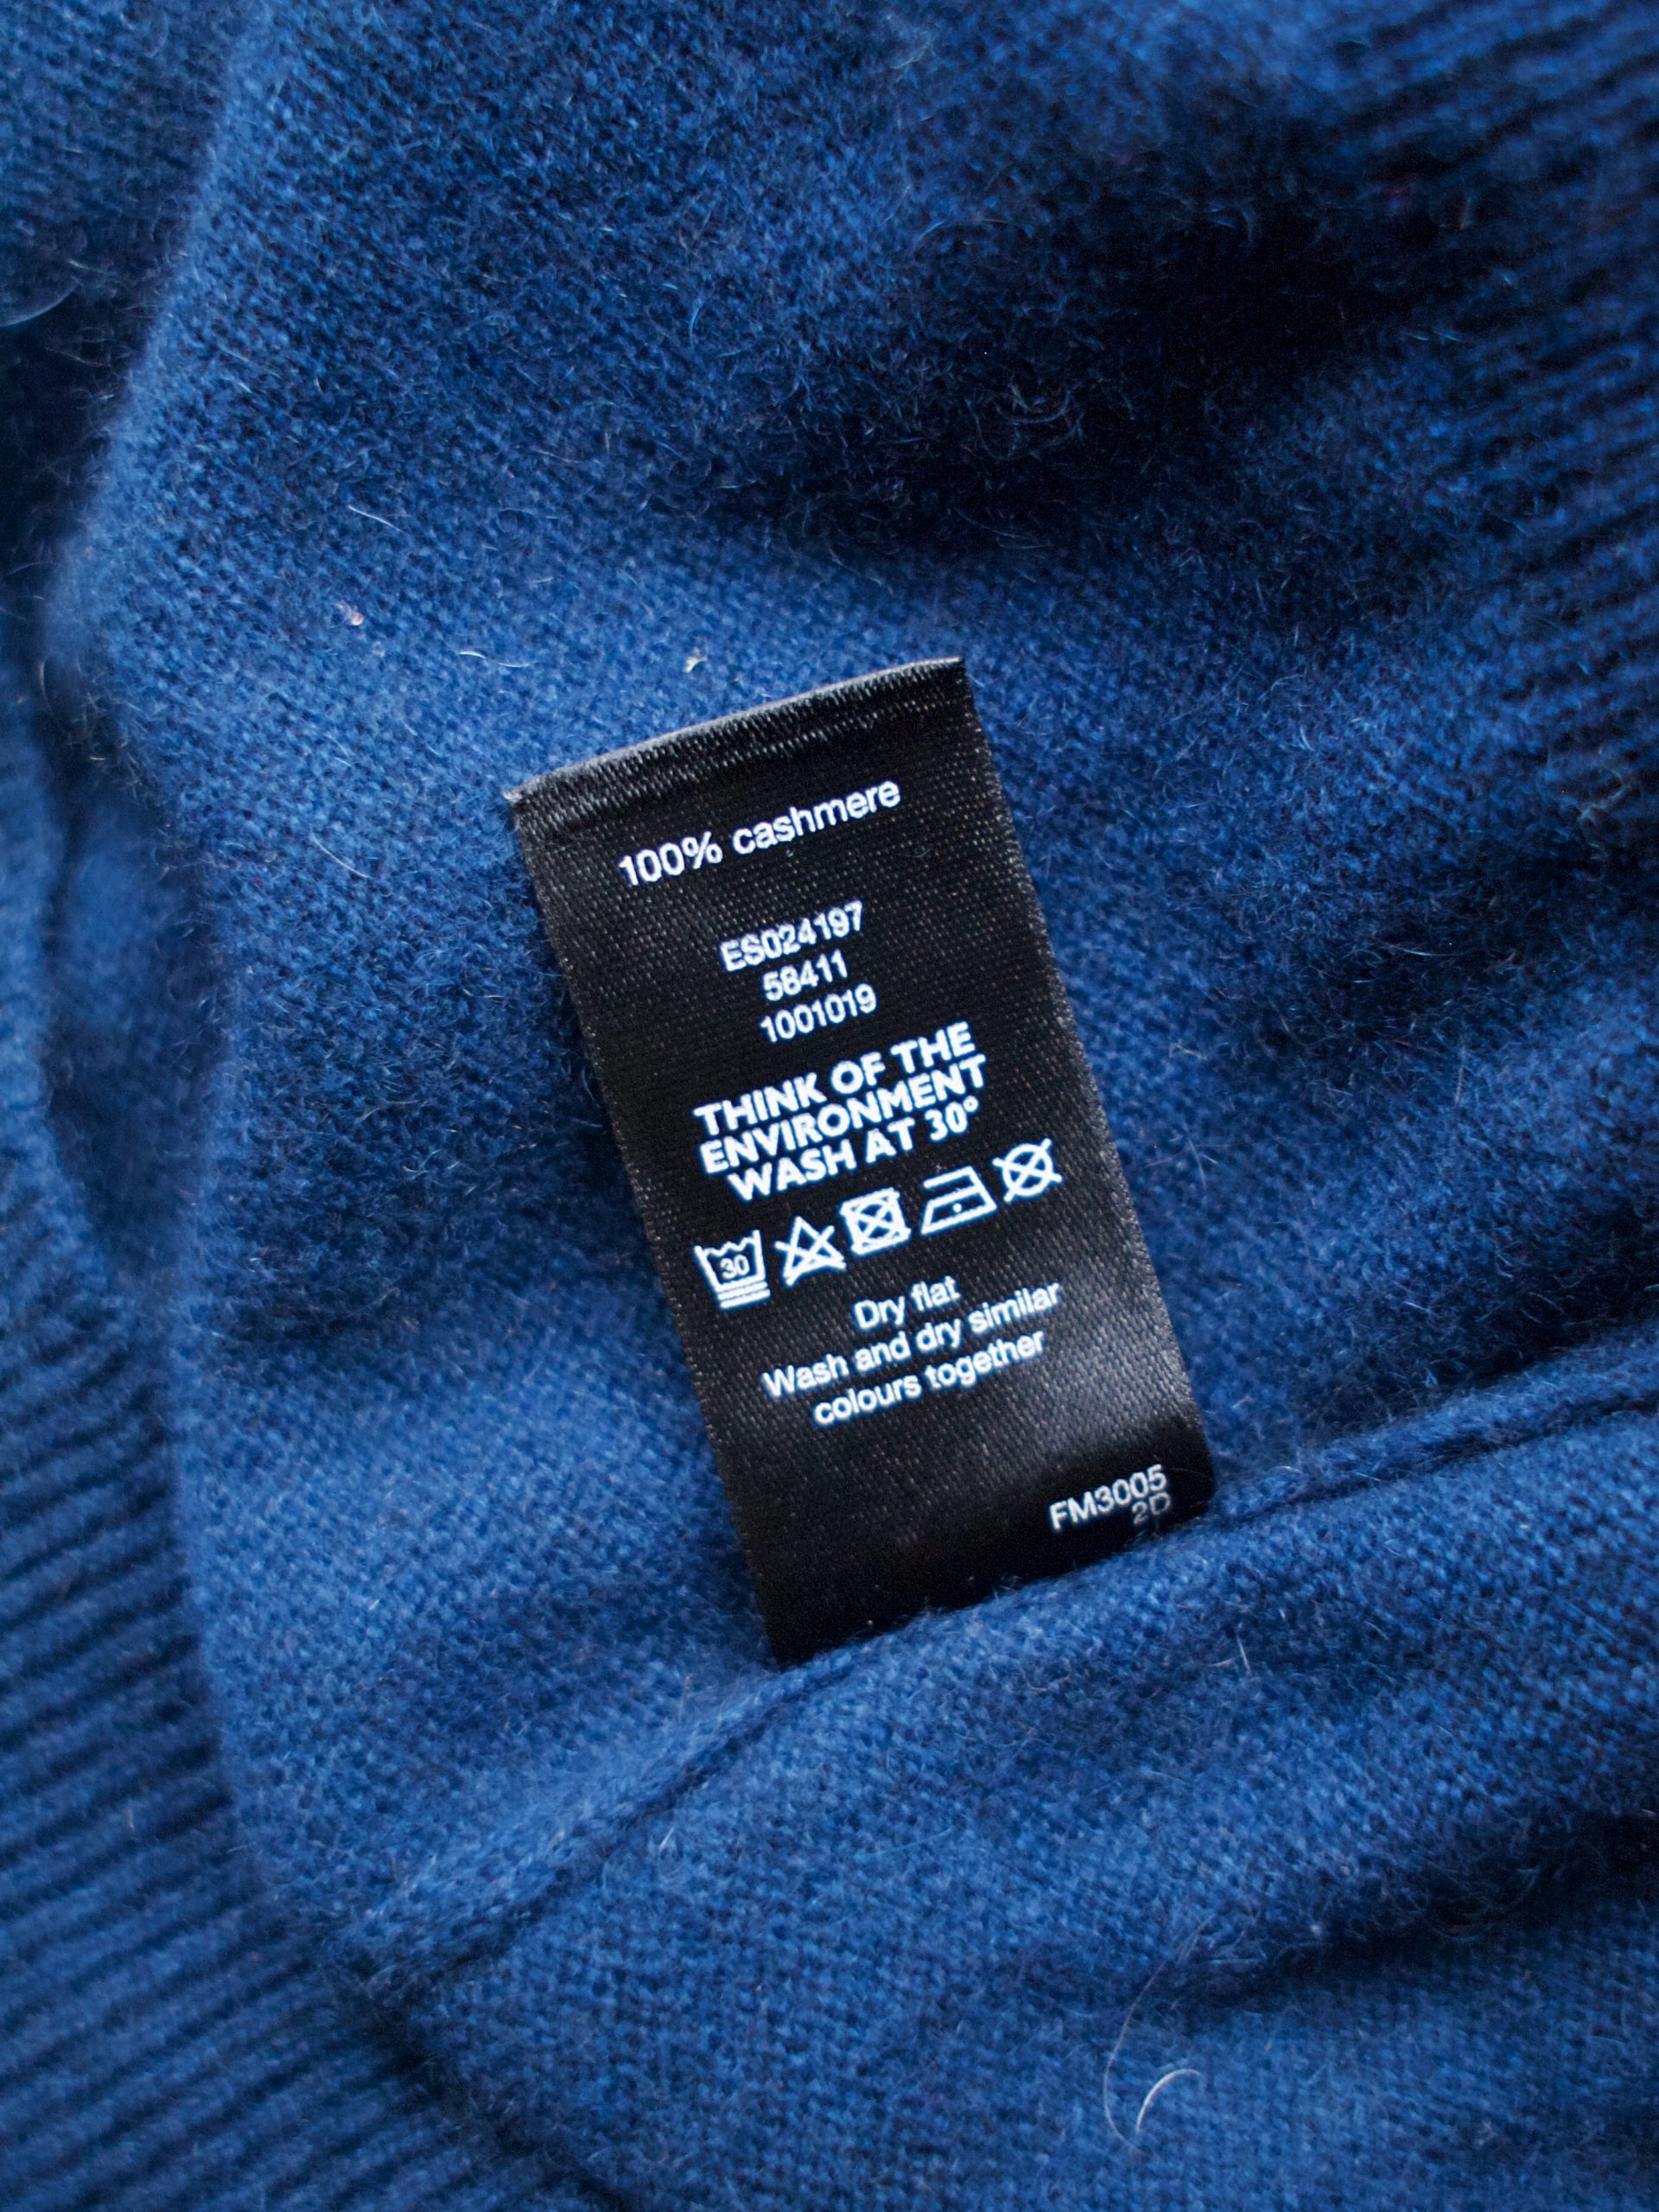 100% cashmere
ES024197
58411
1001019
THINK OF THE
ENVIRONMENT
WASH AT 30°
30
Dry flat
Wash and dry similar
colours together
FM3005
2D